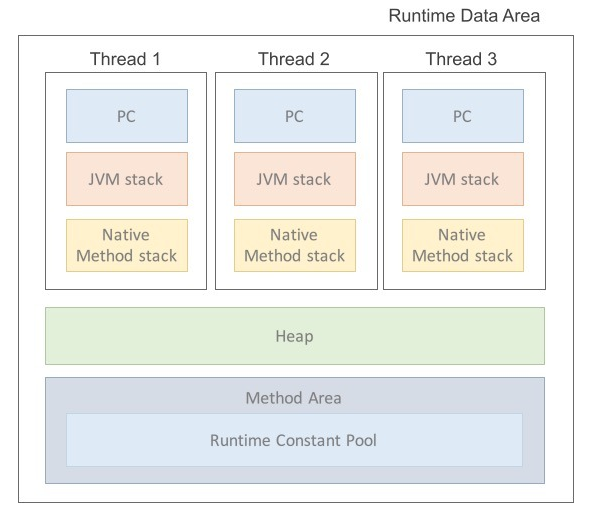 Runtime Data Area
Thread 1
Thread 2
Thread 3
PC
PC
PC
JVM stack
JVM stack
JVM stack
Native
Method stack
Native
Method stack
Native
Method stack
Heap
Method Area
Runtime Constant Pool